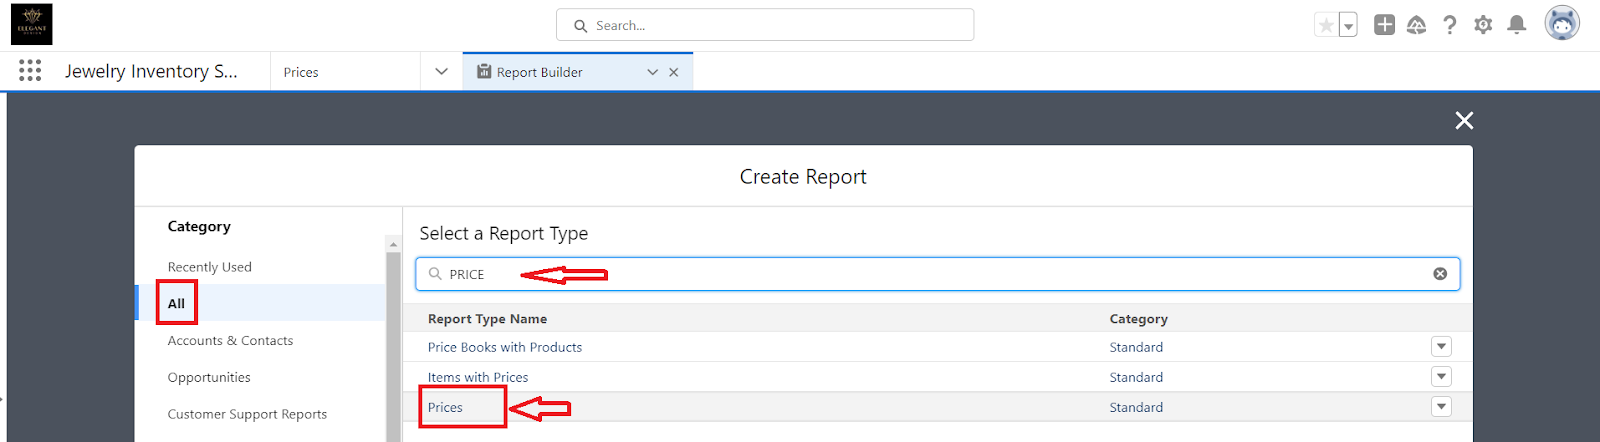 ELEGANT
DESIGN
Search...
Jewelry Inventory S...
Prices
Report Builder
Create Report
Category
Recently Used
All
Accounts & Contacts
Opportunities
Customer Support Reports
Select a Report Type
PRICE
Report Type Name Category
Price Books with Products Standard
Items with Prices Standard
Prices Standard